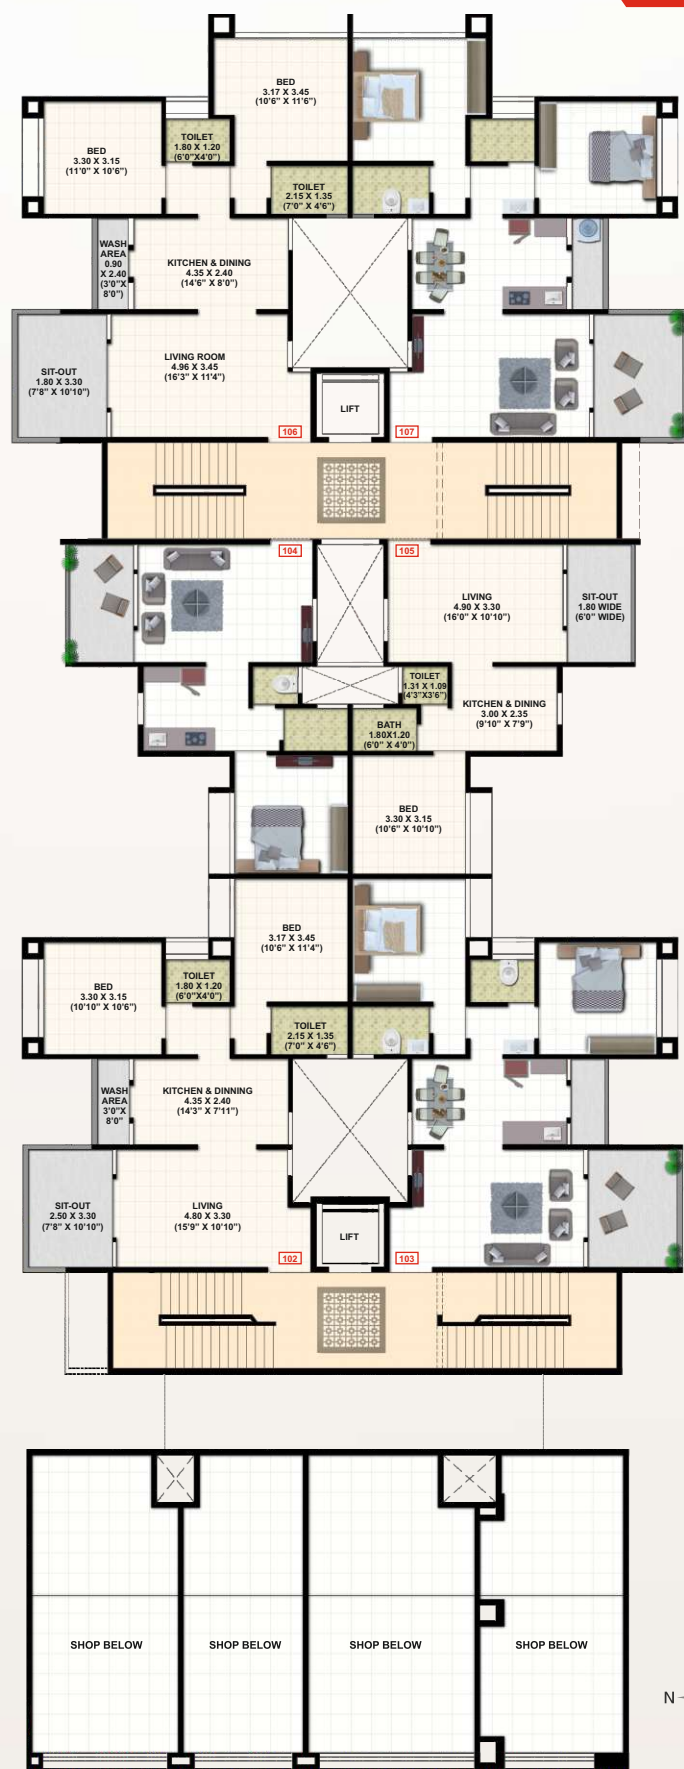 BED
3.17 X 3.45
(10'6" X 11'6")
TOILET
1.80 X 1.20
(6'0"X4'0")
BED
3.30 X 3.15
(11'0" X 10'6")
TOILET
2.15 X 1.35
(7'0" X 4'6")
WASH
AREA
0.90
X 2.40
(3'0"X
8'0")
KITCHEN & DINING
4.35 X 2.40
(14'6" X 8'0")
LIVING ROOM
4.96 X 3.45
(16'3" X 11'4")
SIT-OUT
1.80 X 3.30
(7'8" X 10'10")
LIFT
106
107
104
105
LIVING
4.90 X 3.30
(16'0" X 10'10")
SIT-OUT
1.80 WIDE
(6'0" WIDE)
TOILET
1.31 X 1.09
(4'3"X3'6")
KITCHEN & DINING
3.00 X 2.35
(9'10" X 7'9")
BATH
1.80X1.20
(6'0" X 4'0")
BED
3.30 X 3.15
(10'6" X 10'10")
BED
3.17 X 3.45
(10'6" X 11'4")
TOILET
1.80 X 1.20
(6'0"X4'0")
BED
3.30 X 3.15
(10'10" X 10'6")
TOILET
2.15 X 1.35
(7'0" X 4'6")
WASH
AREA
3'0"X
8'0"
KITCHEN & DINNING
4.35 X 2.40
(14'3" X 7'11")
SIT-OUT
2.50 X 3.30
(7'8" X 10'10")
LIVING
4.80 X 3.30
(15'9" X 10'10")
LIFT
102
103
SHOP BELOW
SHOP BELOW
SHOP BELOW
SHOP BELOW
N